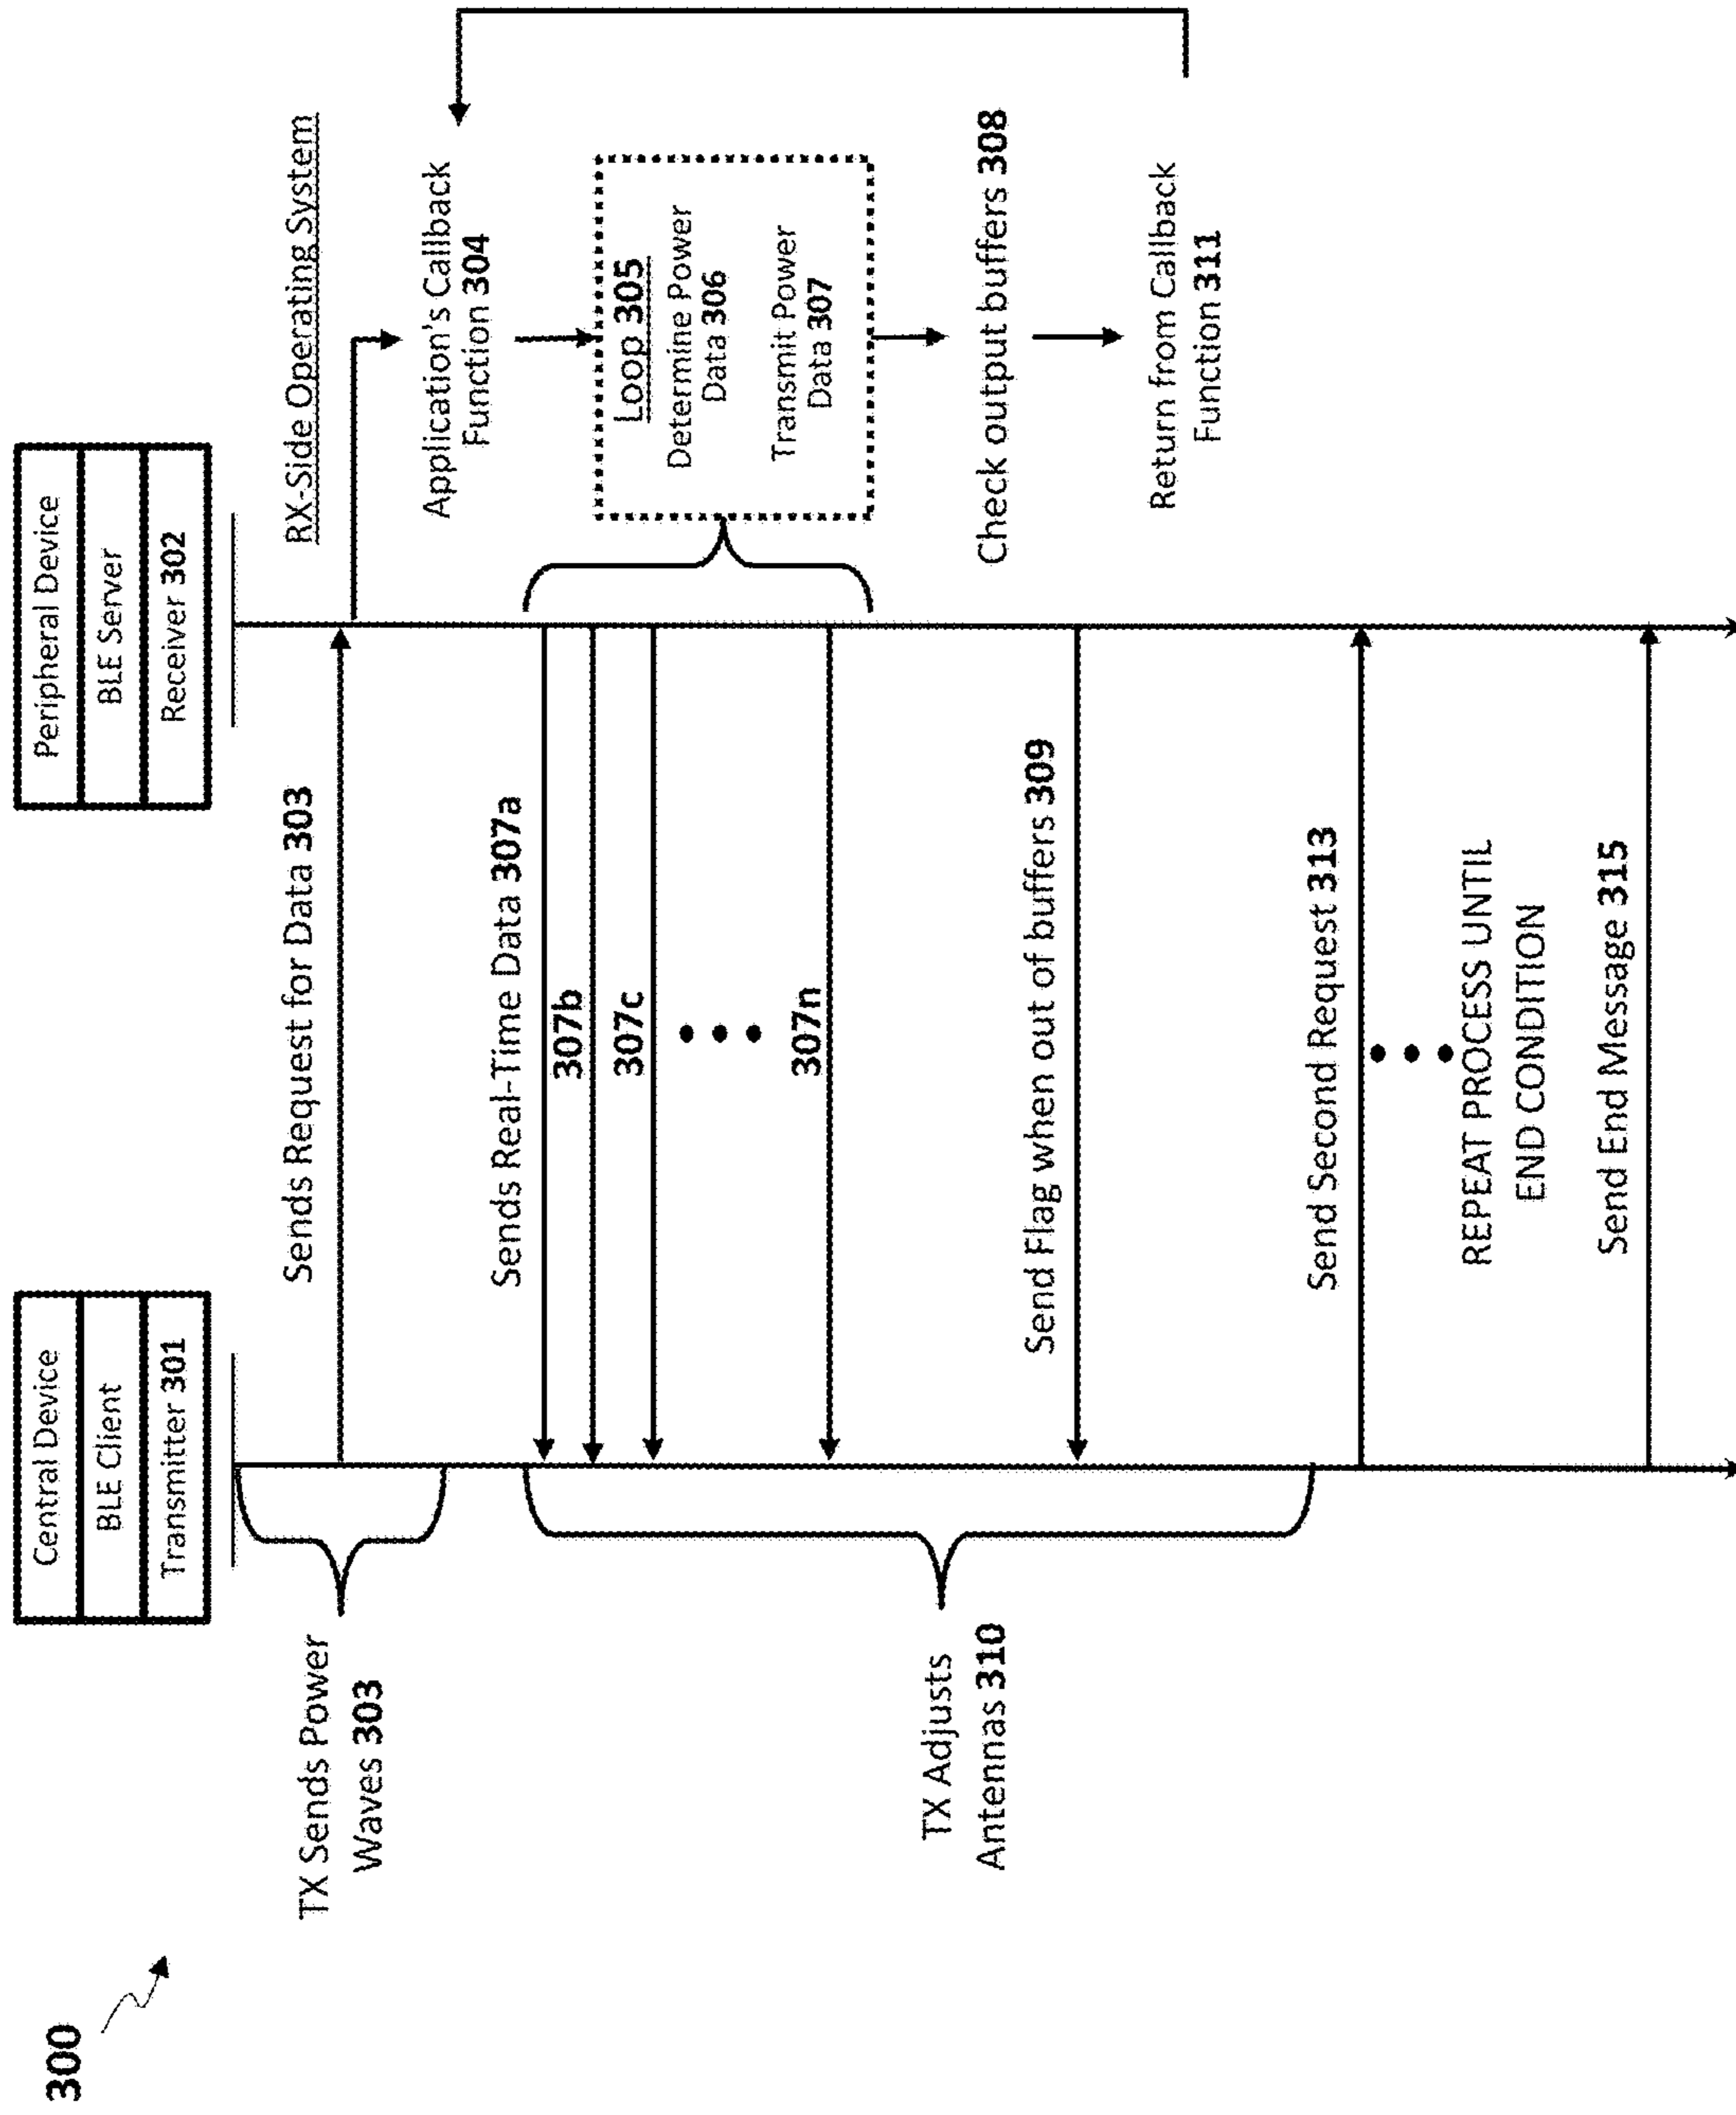 300
Central Device
BLE Client
Transmitter 301
Peripheral Device
BLE Server
Receiver 302
TX Sends Power
Waves 303
Sends Request for Data 303
RX-Side Operating System
Application's Callback
Function 304
Sends Real-Time Data 307a
307b
307c
307n
Loop 305
Determine Power
Data 306
Transmit Power
Data 307
TX Adjusts
Antennas 310
Send Flag when out of buffers 309
Check output buffers 308
Return from Callback
Function 311
Send Second Request 313
REPEAT PROCESS UNTIL
END CONDITION
Send End Message 315